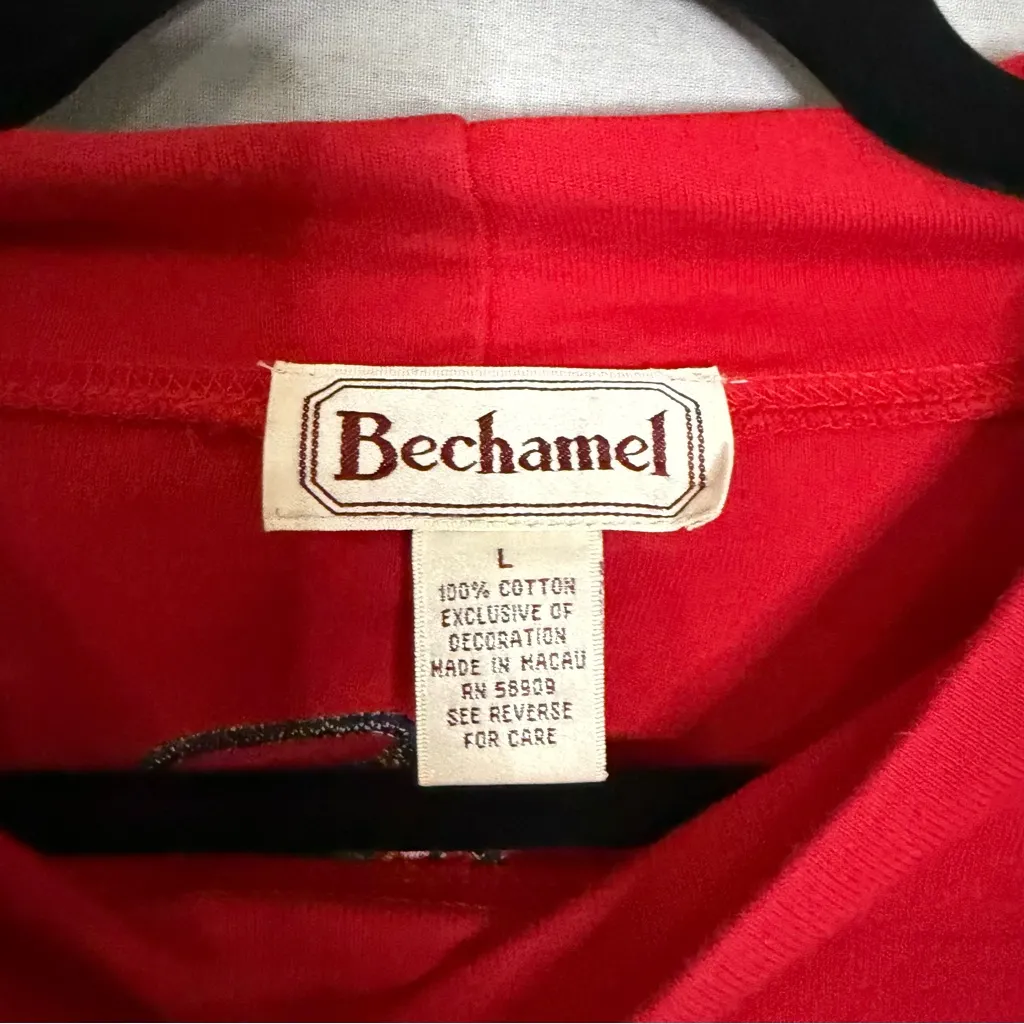 Bechamel
L
100% COTTON
EXCLUSIVE OF
DECORATION
MADE IN MACAU
RN 58909
SEE REVERSE
FOR CARE